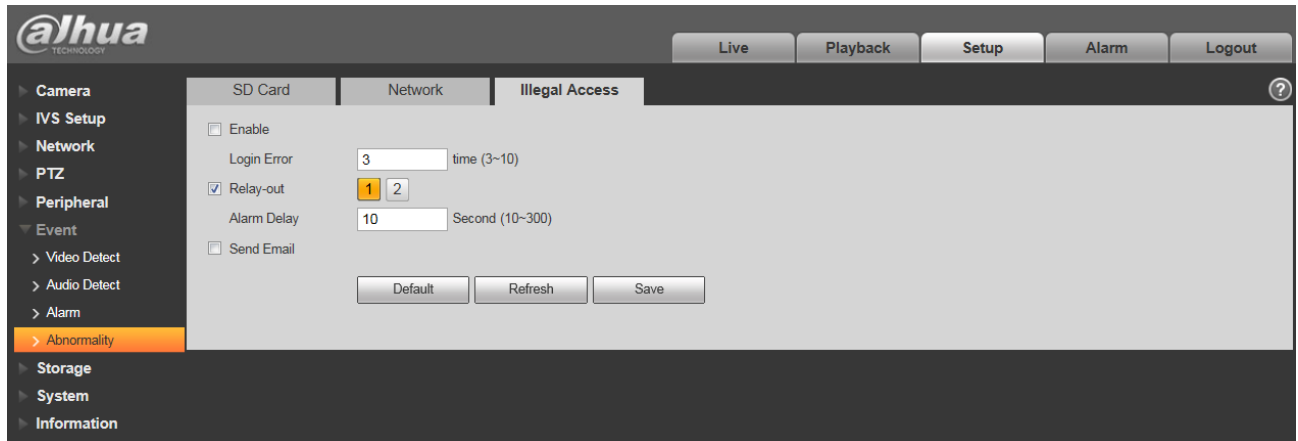 alhua
TECHNOLOGY
Live Playback Setup Alarm Logout
Camera
IVS Setup
Network
PTZ
Peripheral
Event
Video Detect
Audio Detect
Alarm
Abnormality
Storage
System
Information
SD Card Network Illegal Access ?
Enable
Login Error 3 time (3~10)
Relay-out 1 2
Alarm Delay 10 Second (10~300)
Send Email
Default Refresh Save